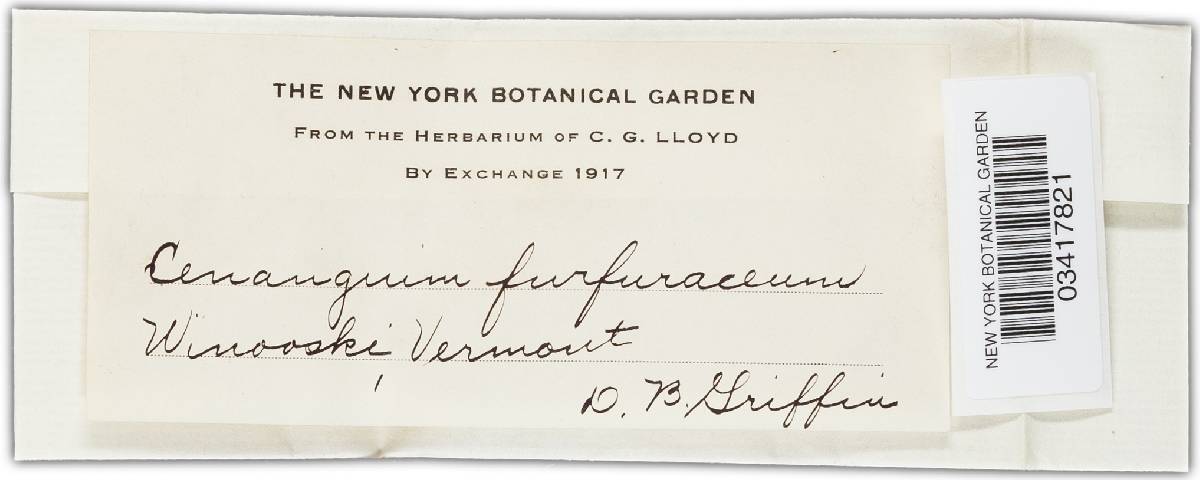 THE NEW YORK BOTANICAL GARDEN
FROM THE HERBARIUM OF C. G. LLOYD
BY EXCHANGE 1917
Cenangium furfuraceum
Winooski, Vermont
D. B. Griffin
NEW YORK BOTANICAL GARDEN
03417821